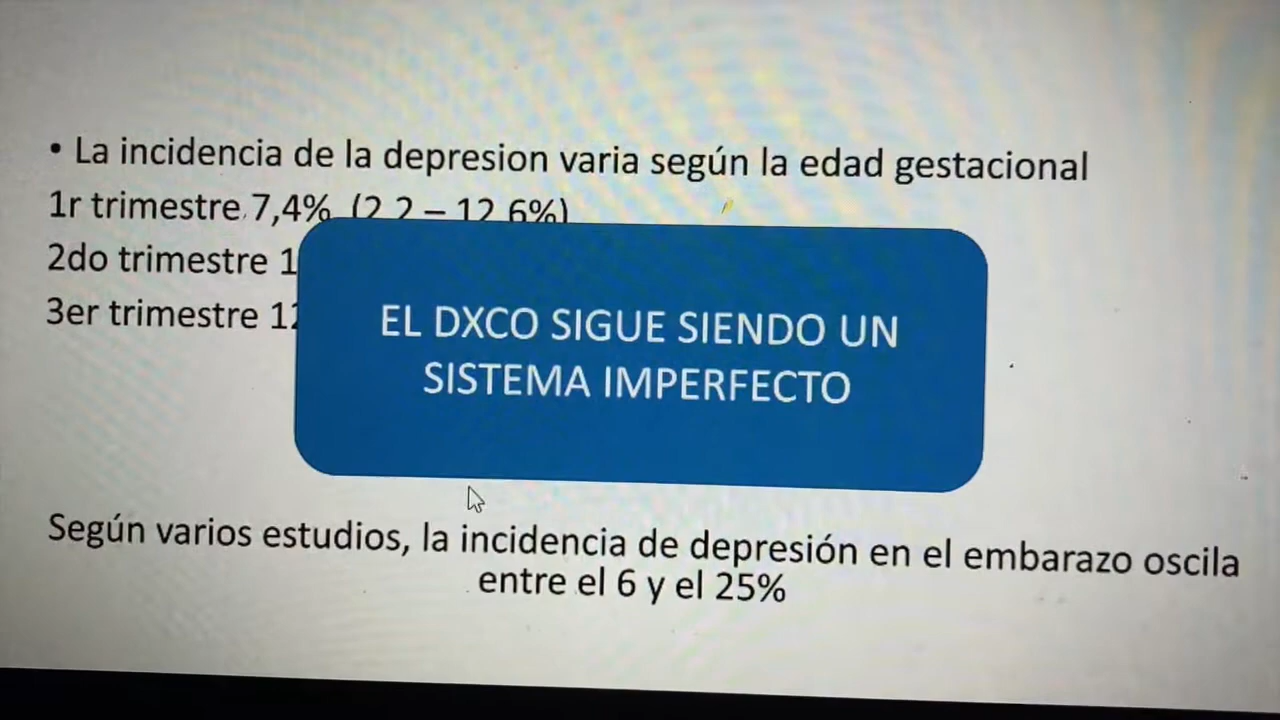 • La incidencia de la depresion varia según la edad gestacional
1r trimestre 7,4% (2,2 – 12,6%)
2do trimestre
3er trimestre
EL DXCO SIGUE SIENDO UN
SISTEMA IMPERFECTO
Según varios estudios, la incidencia de depresión en el embarazo oscila
entre el 6 y el 25%